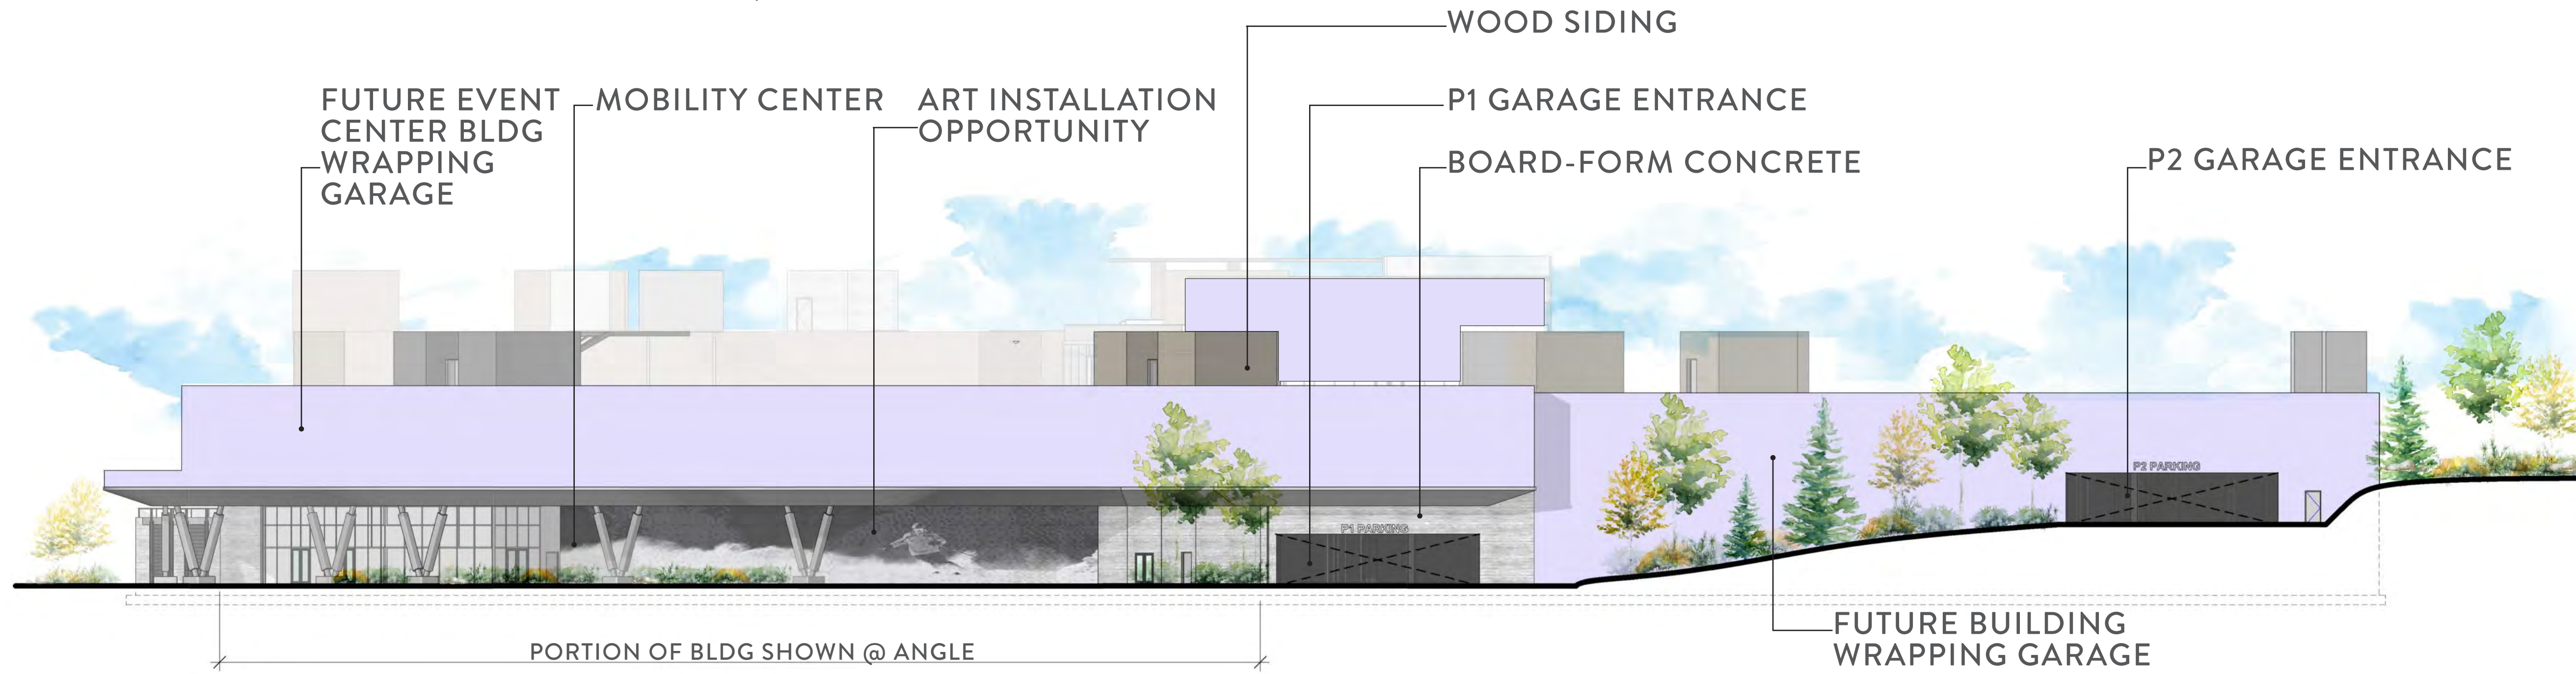 WOOD SIDING
FUTURE EVENT
CENTER BLDG
WRAPPING
GARAGE
MOBILITY CENTER
ART INSTALLATION
OPPORTUNITY
P1 GARAGE ENTRANCE
BOARD-FORM CONCRETE
P2 GARAGE ENTRANCE
P2 PARKING
P1 PARKING
FUTURE BUILDING
WRAPPING GARAGE
PORTION OF BLDG SHOWN @ ANGLE